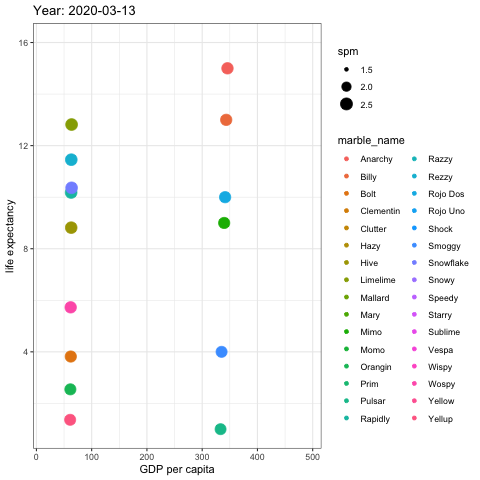 Year: 2020-03-13
16
12
8
4
life expectancy
0
100
200
300
400
500
GDP per capita
spm
1.5
2.0
2.5
marble_name
Anarchy
Billy
Bolt
Clementin
Clutter
Hazy
Hive
Limelime
Mallard
Mary
Mimo
Momo
Orangin
Prim
Pulsar
Rapidly
Razzy
Rezzy
Rojo Dos
Rojo Uno
Shock
Smoggy
Snowflake
Snowy
Speedy
Starry
Sublime
Vespa
Wispy
Wospy
Yellow
Yellup